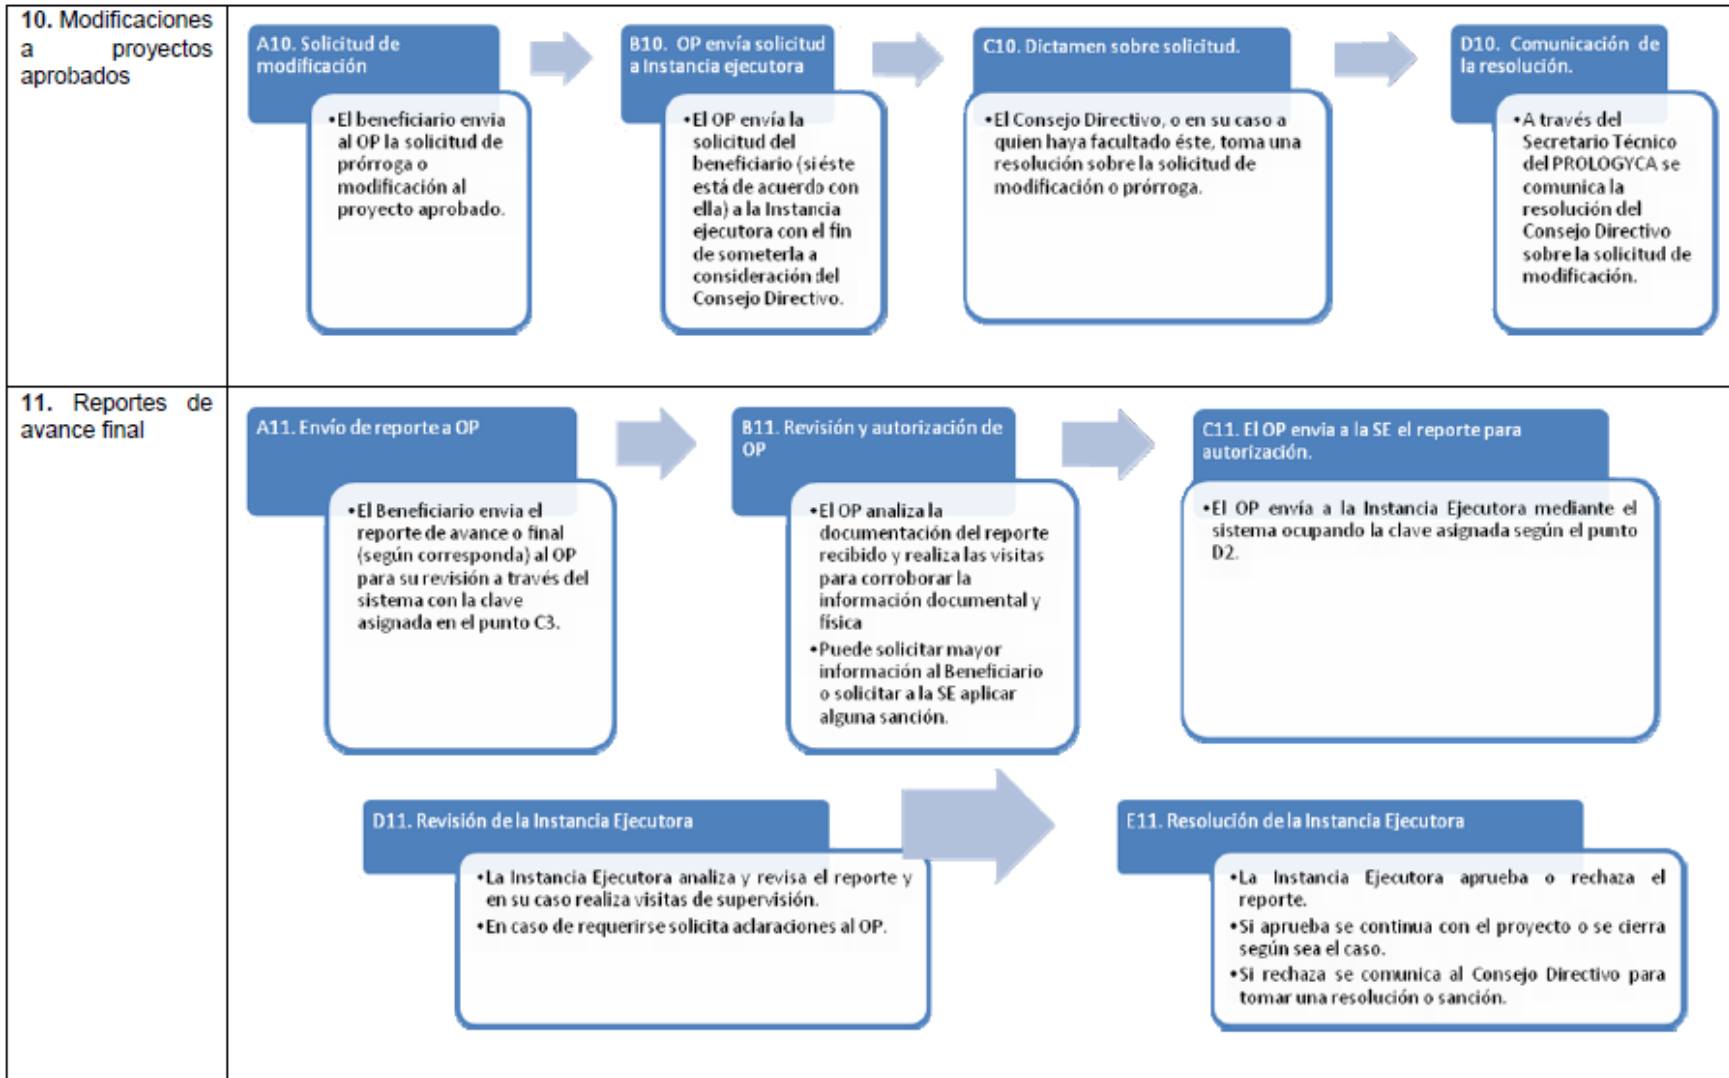 10. Modificaciones
a proyectos
aprobados
A10. Solicitud de
modificación
•El beneficiario envia
al OP la solicitud de
prórroga o
modificación al
proyecto aprobado.
B10. OP envía solicitud
a Instancia ejecutora
•El OP envía la
solicitud del
beneficiario (si éste
está de acuerdo con
ella) a la Instancia
ejecutora con el fin
de someterla a
consideración del
Consejo Directivo.
C10. Dictamen sobre solicitud.
•El Consejo Directivo, o en su caso a
quien haya facultado éste, toma una
resolución sobre la solicitud de
modificación o prórroga.
D10. Comunicación de
la resolución.
•A través del
Secretario Técnico
del PROLOGYCA se
comunica la
resolución del
Consejo Directivo
sobre la solicitud de
modificación.
11. Reportes de
avance final
A11. Envío de reporte a OP
•El Beneficiario envia el
reporte de avance o final
(según corresponda) al OP
para su revisión a través del
sistema con la clave
asignada en el punto C3.
B11. Revisión y autorización de
OP
•El OP analiza la
documentación del reporte
recibido y realiza las visitas
para corroborar la
información documental y
física
•Puede solicitar mayor
información al Beneficiario
o solicitar a la SE aplicar
alguna sanción.
C11. El OP envia a la SE el reporte para
autorización.
•El OP envía a la Instancia Ejecutora mediante el
sistema ocupando la clave asignada según el punto
D2.
D11. Revisión de la Instancia Ejecutora
•La Instancia Ejecutora analiza y revisa el reporte y
en su caso realiza visitas de supervisión.
•En caso de requerirse solicita aclaraciones al OP.
E11. Resolución de la Instancia Ejecutora
•La Instancia Ejecutora aprueba o rechaza el
reporte.
•Si aprueba se continua con el proyecto o se cierra
según sea el caso.
•Si rechaza se comunica al Consejo Directivo para
tomar una resolución o sanción.